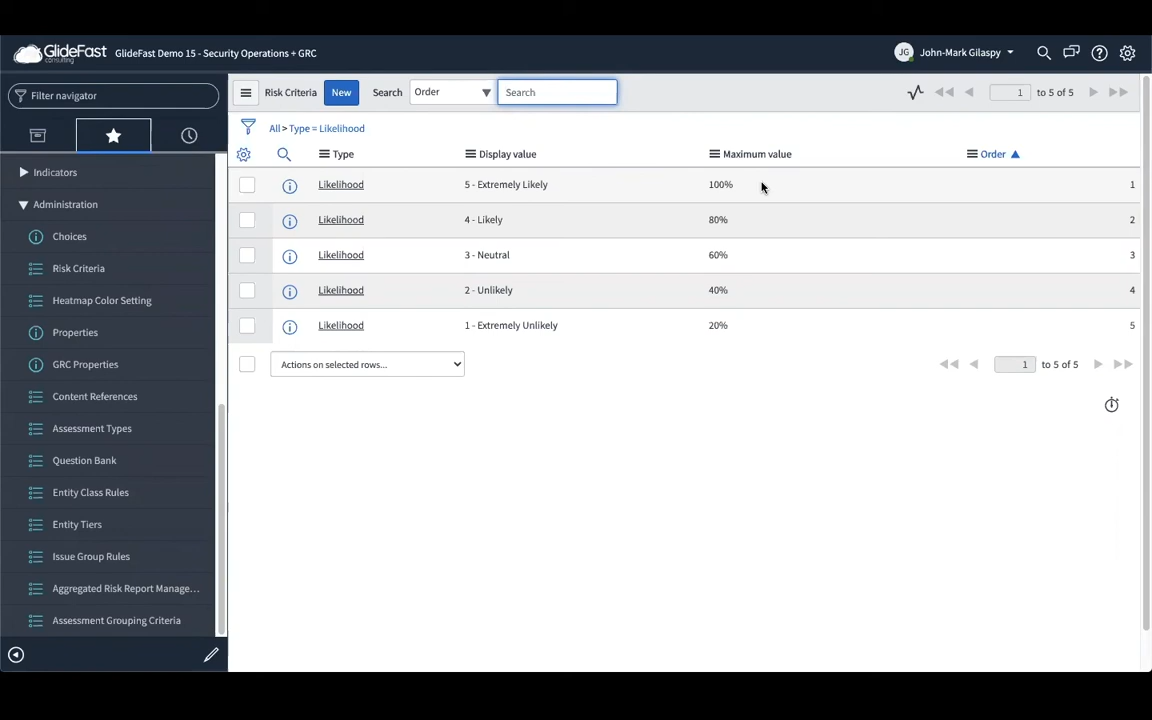 GlideFast consulting GlideFast Demo 15 - Security Operations + GRC JG John-Mark Gilaspy
Filter navigator
Risk Criteria New Search Order Search 1 to 5 of 5
All > Type = Likelihood
Type Display value Maximum value Order
Likelihood 5 - Extremely Likely 100% 1
Likelihood 4 - Likely 80% 2
Likelihood 3 - Neutral 60% 3
Likelihood 2 - Unlikely 40% 4
Likelihood 1 - Extremely Unlikely 20% 5
Actions on selected rows... 1 to 5 of 5
Indicators
Administration
Choices
Risk Criteria
Heatmap Color Setting
Properties
GRC Properties
Content References
Assessment Types
Question Bank
Entity Class Rules
Entity Tiers
Issue Group Rules
Aggregated Risk Report Manage...
Assessment Grouping Criteria